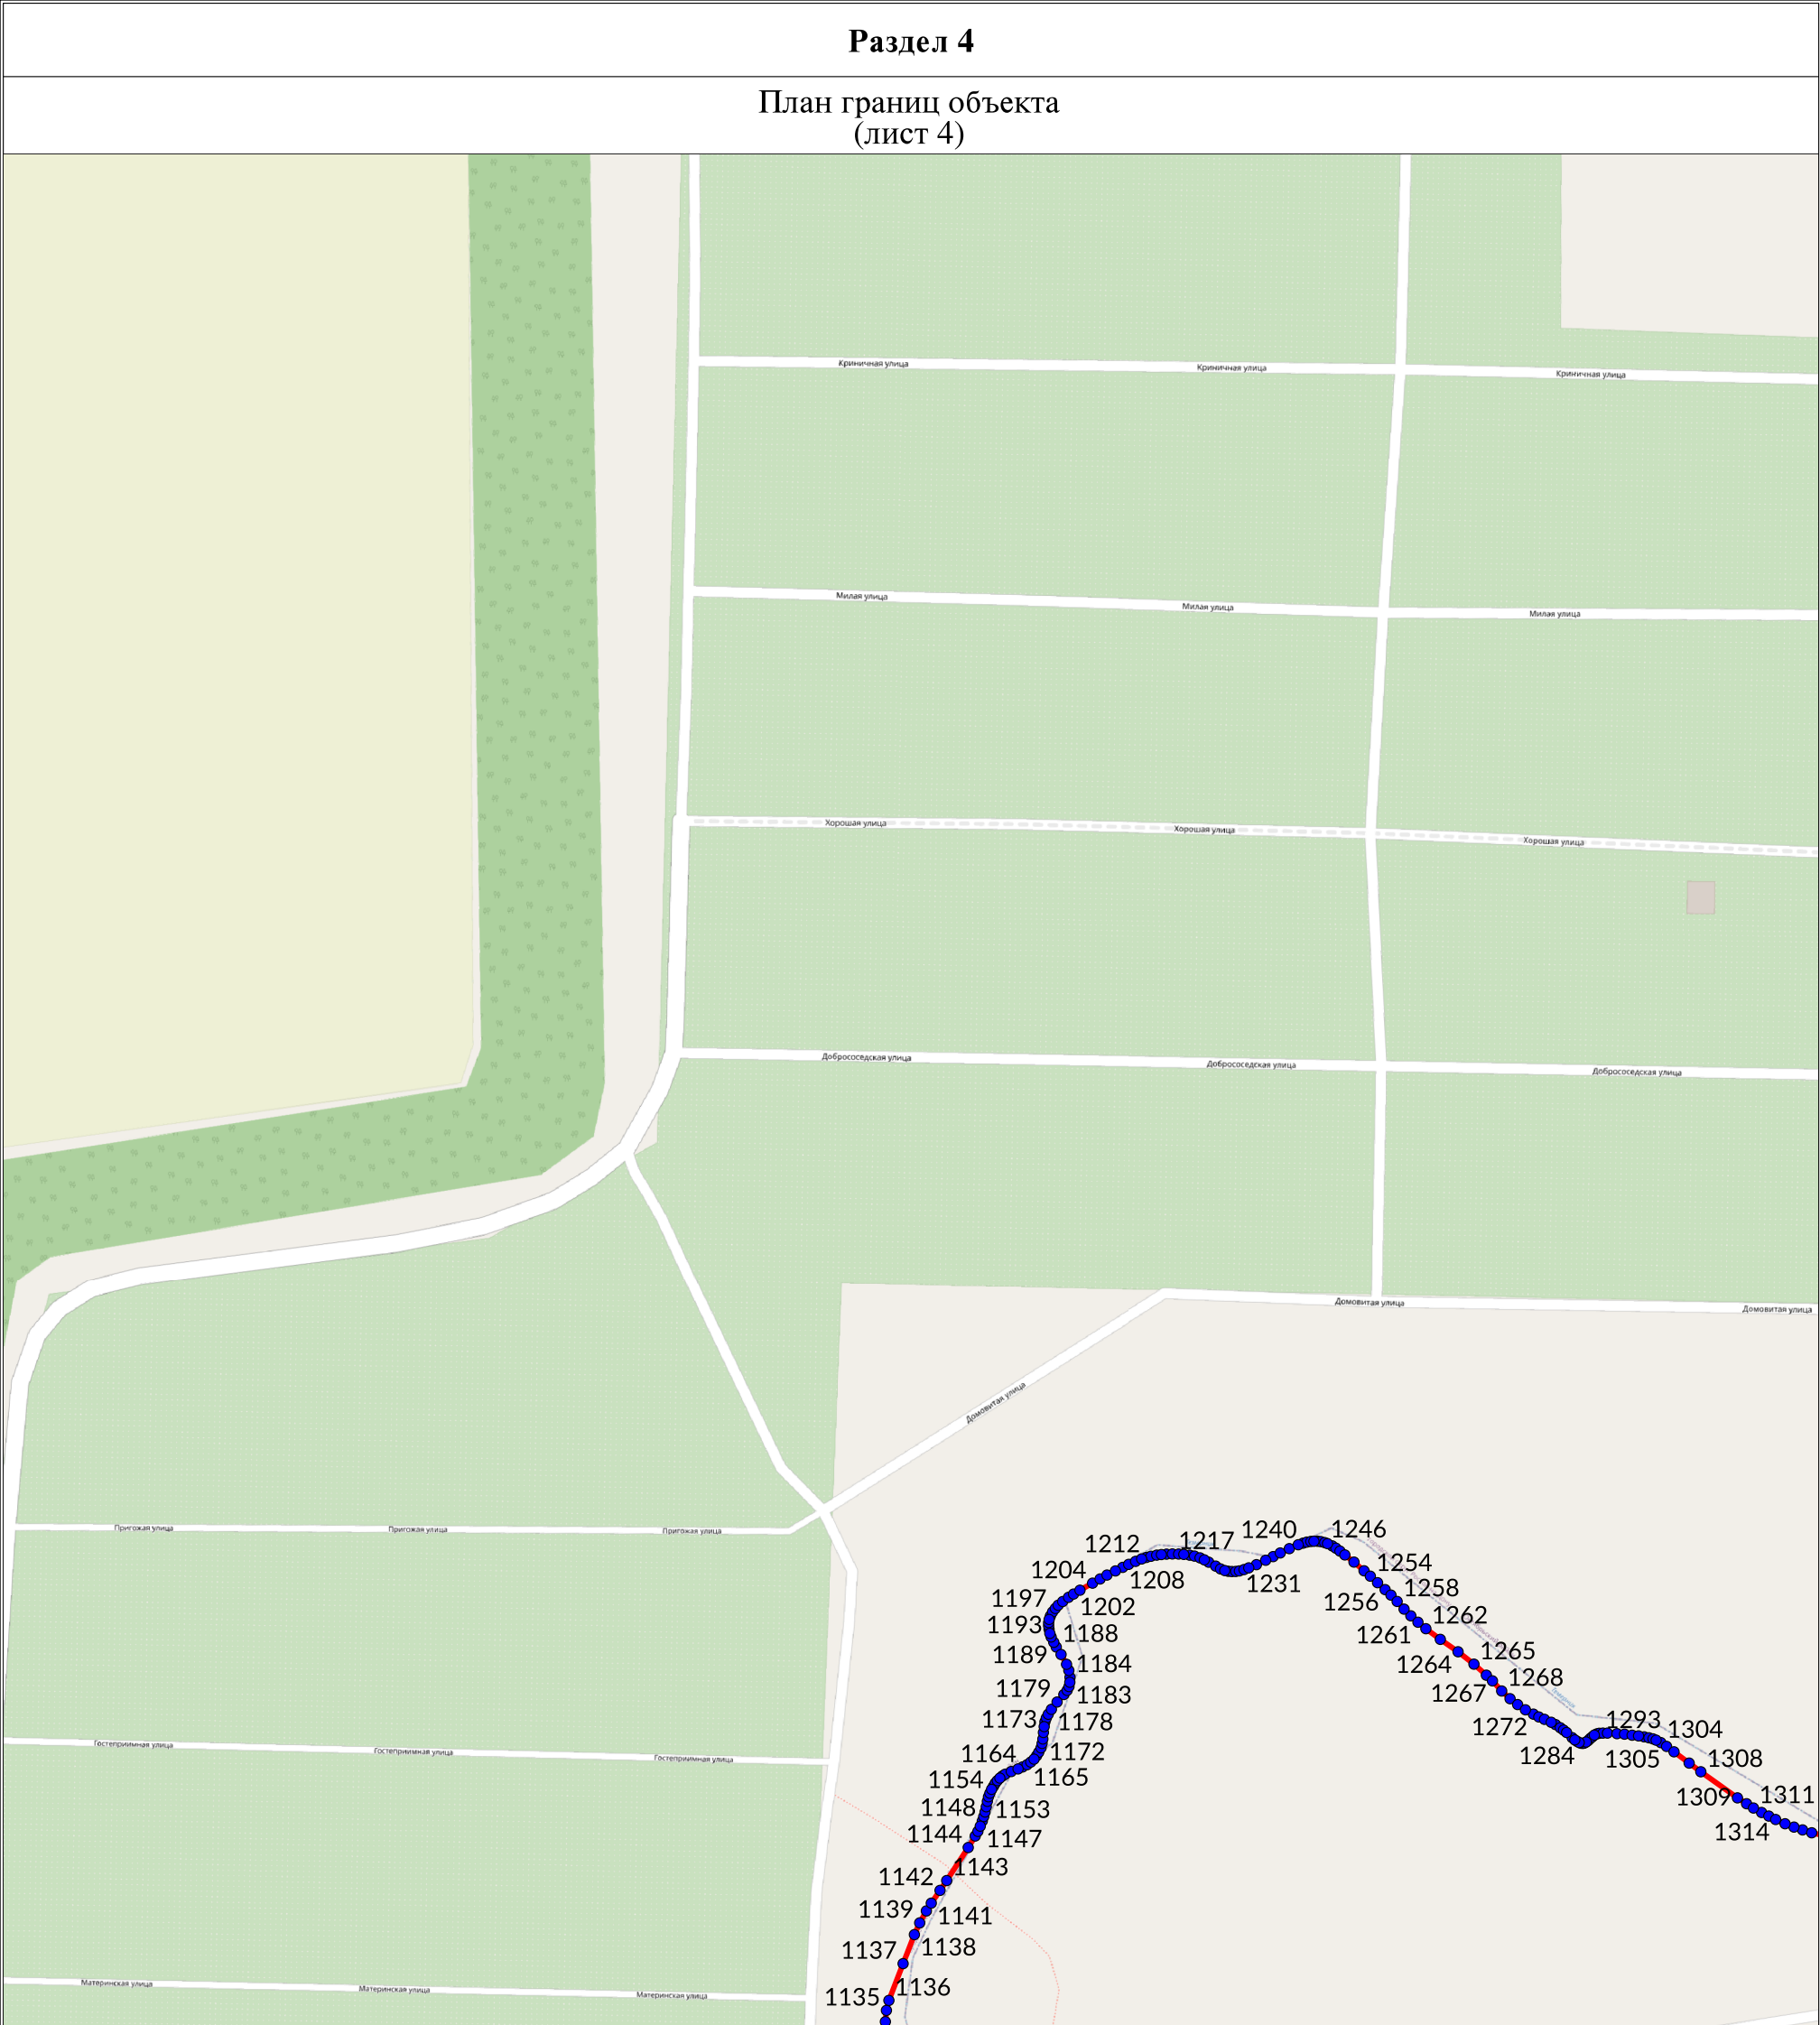 Раздел 4
План границ объекта
(лист 4)
Криничная улица Криничная улица Криничная улица
Милая улица Милая улица Милая улица
Хорошая улица Хорошая улица Хорошая улица
Добрососедская улица Добрососедская улица Добрососедская улица
Домовитая улица Домовитая улица
Домовитая улица
Пригожая улица Пригожая улица Пригожая улица
1212 1217 1240 1246
1204 1208 1231 1254
1197 1202 1256 1258
1193 1188 1261 1262
1189 1184 1264 1265
1179 1183 1267 1268
1173 1178 1272 1293 1304
Гостеприимная улица Гостеприимная улица Гостеприимная улица
1164 1172 1284 1305 1308
1154 1165
1148 1153 1309 1311
1144 1147 1314
1142 1143
1139 1141
1137 1138
Материнская улица Материнская улица Материнская улица
1135 1136